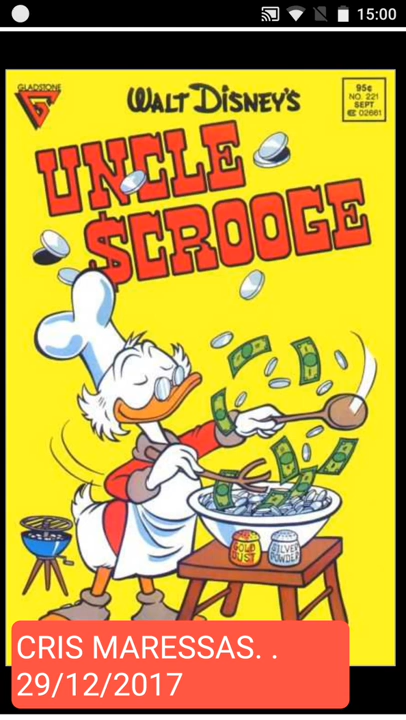 15:00
GLADSTONE
WALT DISNEY'S
95¢
NO. 221
SEPT
02661
UNCLE
$CROOGE
GOLD DUST
SILVER POWDER
CRIS MARESSAS. .
29/12/2017